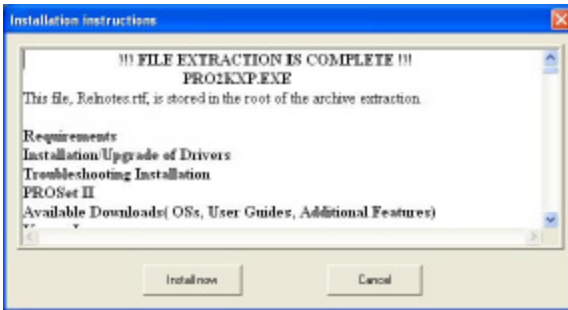 Installation instructions
!!! FILE EXTRACTION IS COMPLETE !!!
PRO2KXP.EXE
This file, Relnotes.rtf, is stored in the root of the archive extraction.
Requirements
Installation/Upgrade of Drivers
Troubleshooting Installation
PROSet II
Available Downloads( OSs, User Guides, Additional Features)
Install now
Cancel